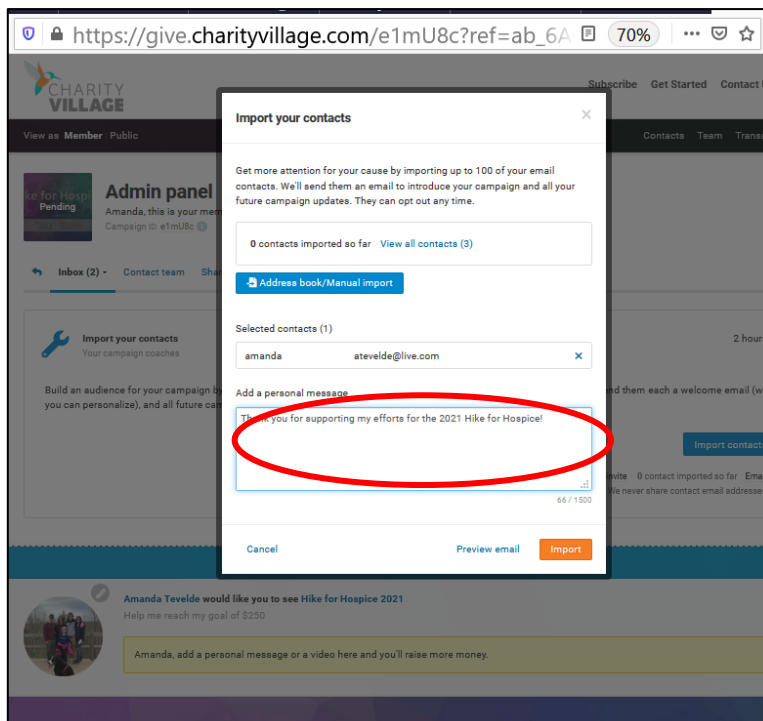 https://give.charityvillage.com/e1mU8c?ref=ab_6A 70%
CHARITY
VILLAGE
Subscribe Get Started Contact
View as Member Public
Contacts Team Trans
Import your contacts
Get more attention for your cause by importing up to 100 of your email
contacts. We'll send them an email to introduce your campaign and all your
future campaign updates. They can opt out any time.
0 contacts imported so far View all contacts (3)
Address book/Manual import
Selected contacts (1)
amanda atevelde@live.com
Add a personal message
Thank you for supporting my efforts for the 2021 Hike for Hospice!
66 / 1500
Cancel Preview email Import
ke for Hospi
Pending
Admin panel
Amanda, this is your mem
Campaign ID: e1mU8c
Inbox (2) Contact team Shar
Import your contacts 2 hour
Your campaign coaches
Build an audience for your campaign by nd them each a welcome email (w
you can personalize), and all future cam
Import contact
invite 0 contact imported so far Ema
We never share contact email addresse
Amanda Tevelde would like you to see Hike for Hospice 2021
Help me reach my goal of $250
Amanda, add a personal message or a video here and you'll raise more money.